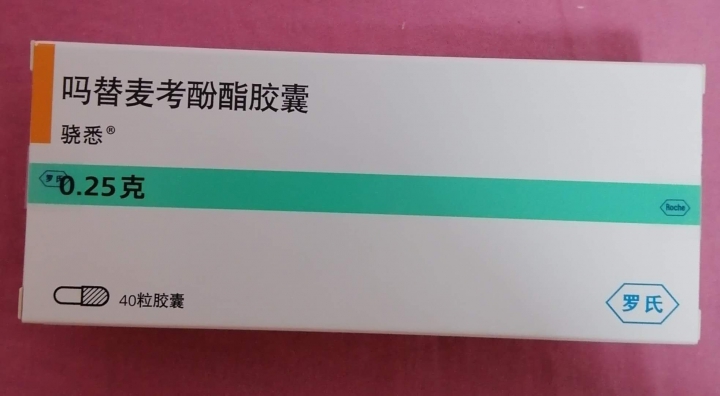 吗替麦考酚酯胶囊
骁悉®
罗氏
0.25克
Roche
40粒胶囊
罗氏